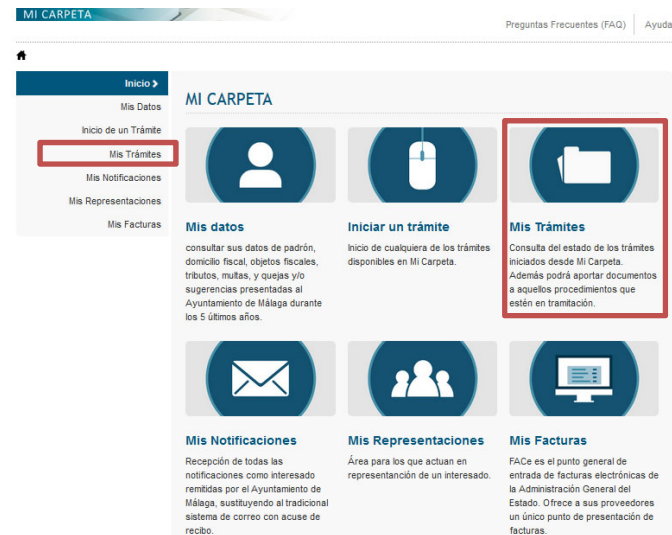 MI CARPETA
Preguntas Frecuentes (FAQ)
Ayuda
Inicio
Mis Datos
Inicio de un Trámite
Mis Trámites
Mis Notificaciones
Mis Representaciones
Mis Facturas
MI CARPETA
Mis datos
consultar sus datos de padrón,
domicilio fiscal, objetos fiscales,
tributos, multas, y quejas y/o
sugerencias presentadas al
Ayuntamiento de Málaga durante
los 5 últimos años.
Iniciar un trámite
Inicio de cualquiera de los trámites
disponibles en Mi Carpeta.
Mis Trámites
Consulta del estado de los trámites
iniciados desde Mi Carpeta.
Además podrá aportar documentos
a aquellos procedimientos que
estén en tramitación.
Mis Notificaciones
Recepción de todas las
notificaciones como interesado
remitidas por el Ayuntamiento de
Málaga, sustituyendo al tradicional
sistema de correo con acuse de
recibo.
Mis Representaciones
Área para los que actuan en
representanción de un interesado.
Mis Facturas
FACe es el punto general de
entrada de facturas electrónicas de
la Administración General del
Estado. Ofrece a sus proveedores
un único punto de presentación de
facturas.